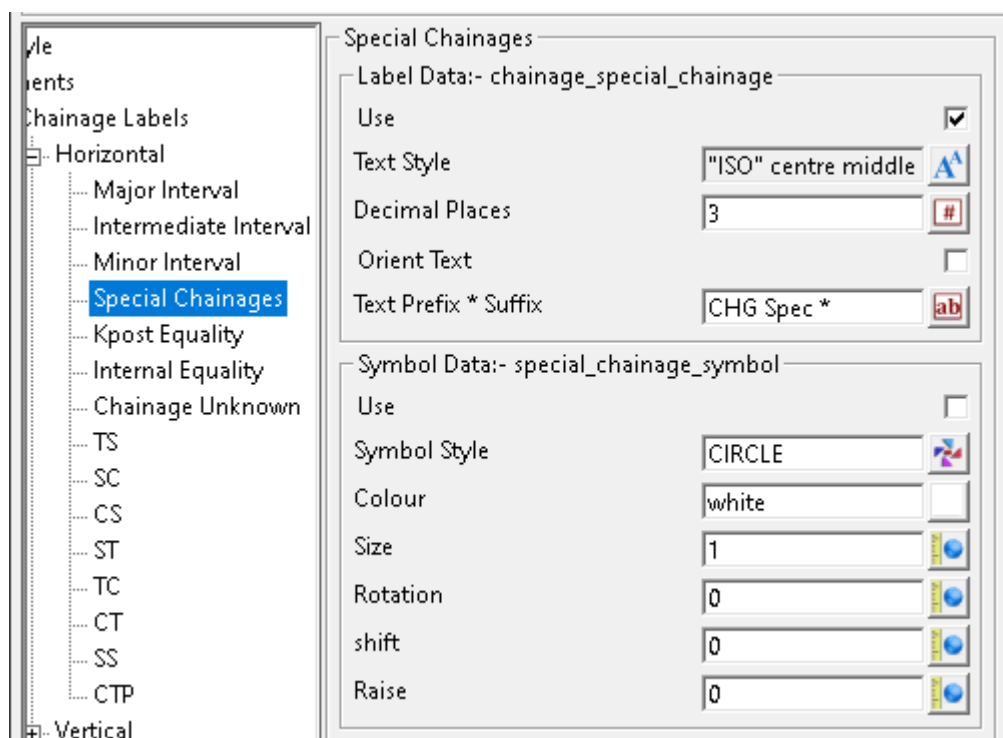 yle
ents
Chainage Labels
Horizontal
Major Interval
Intermediate Interval
Minor Interval
Special Chainages
Kpost Equality
Internal Equality
Chainage Unknown
TS
SC
CS
ST
TC
CT
SS
CTP
Vertical
Special Chainages
Label Data:- chainage_special_chainage
Use
Text Style "ISO" centre middle
Decimal Places 3 #
Orient Text
Text Prefix * Suffix CHG Spec * ab
Symbol Data:- special_chainage_symbol
Use
Symbol Style CIRCLE
Colour white
Size 1
Rotation 0
shift 0
Raise 0